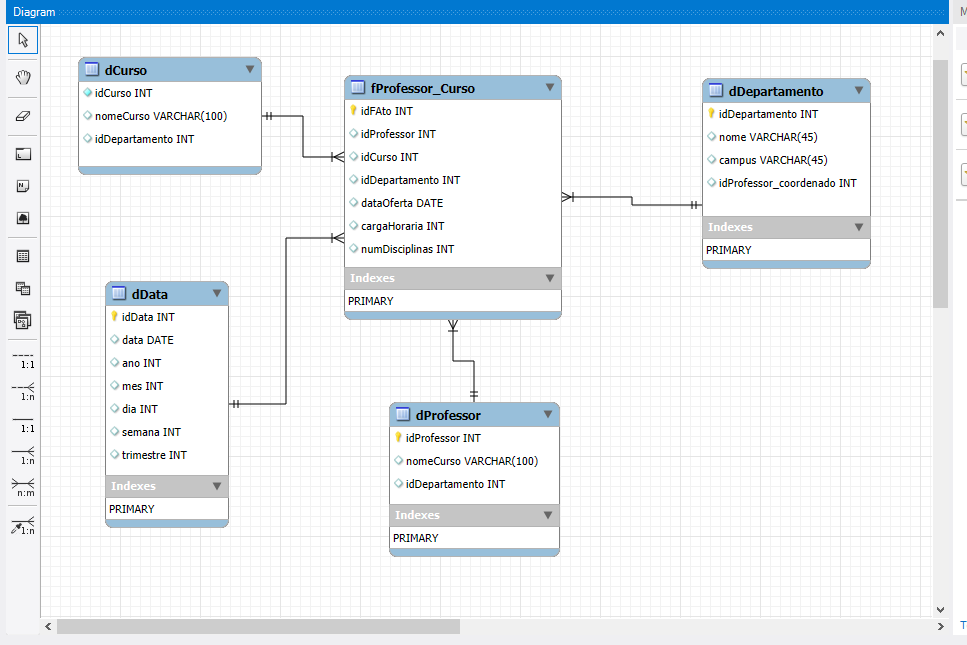 Diagram
M
dCurso
idCurso INT
nomeCurso VARCHAR(100)
idDepartamento INT
fProfessor_Curso
idFAto INT
idProfessor INT
idCurso INT
idDepartamento INT
dataOferta DATE
cargaHoraria INT
numDisciplinas INT
Indexes
PRIMARY
dDepartamento
idDepartamento INT
nome VARCHAR(45)
campus VARCHAR(45)
idProfessor_coordenado INT
Indexes
PRIMARY
dData
idData INT
data DATE
ano INT
mes INT
dia INT
semana INT
trimestre INT
Indexes
PRIMARY
dProfessor
idProfessor INT
nomeCurso VARCHAR(100)
idDepartamento INT
Indexes
PRIMARY
1:1
1:n
1:1
1:n
n:m
1:n
T